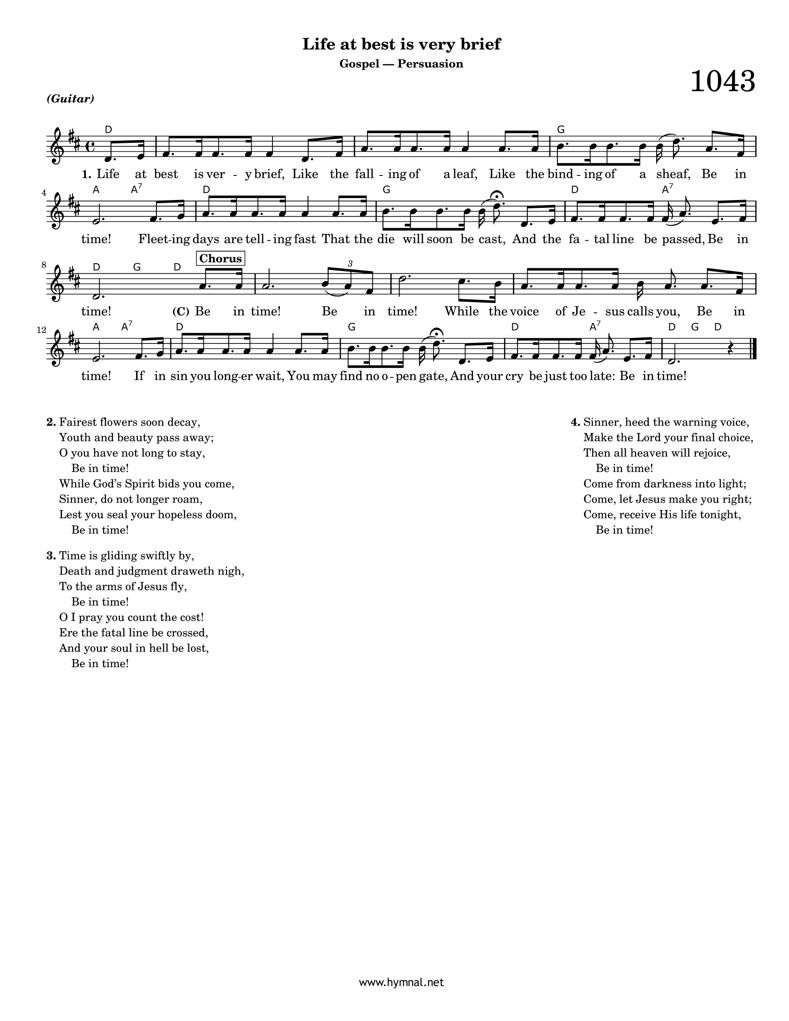 Life at best is very brief
Gospel — Persuasion
1043
(Guitar)
D G
1. Life at best is ver - y brief, Like the fall - ing of a leaf, Like the bind - ing of a sheaf, Be in
4 A A7 D G D A7
time! Fleet-ing days are tell - ing fast That the die will soon be cast, And the fa - tal line be passed, Be in
8 D G D Chorus 3
time! (C) Be in time! Be in time! While the voice of Je - sus calls you, Be in
12 A A7 D G D A7 D G D
time! If in sin you long-er wait, You may find no o - pen gate, And your cry be just too late: Be in time!
2. Fairest flowers soon decay,
Youth and beauty pass away;
O you have not long to stay,
Be in time!
While God's Spirit bids you come,
Sinner, do not longer roam,
Lest you seal your hopeless doom,
Be in time!
3. Time is gliding swiftly by,
Death and judgment draweth nigh,
To the arms of Jesus fly,
Be in time!
O I pray you count the cost!
Ere the fatal line be crossed,
And your soul in hell be lost,
Be in time!
4. Sinner, heed the warning voice,
Make the Lord your final choice,
Then all heaven will rejoice,
Be in time!
Come from darkness into light;
Come, let Jesus make you right;
Come, receive His life tonight,
Be in time!
www.hymnal.net